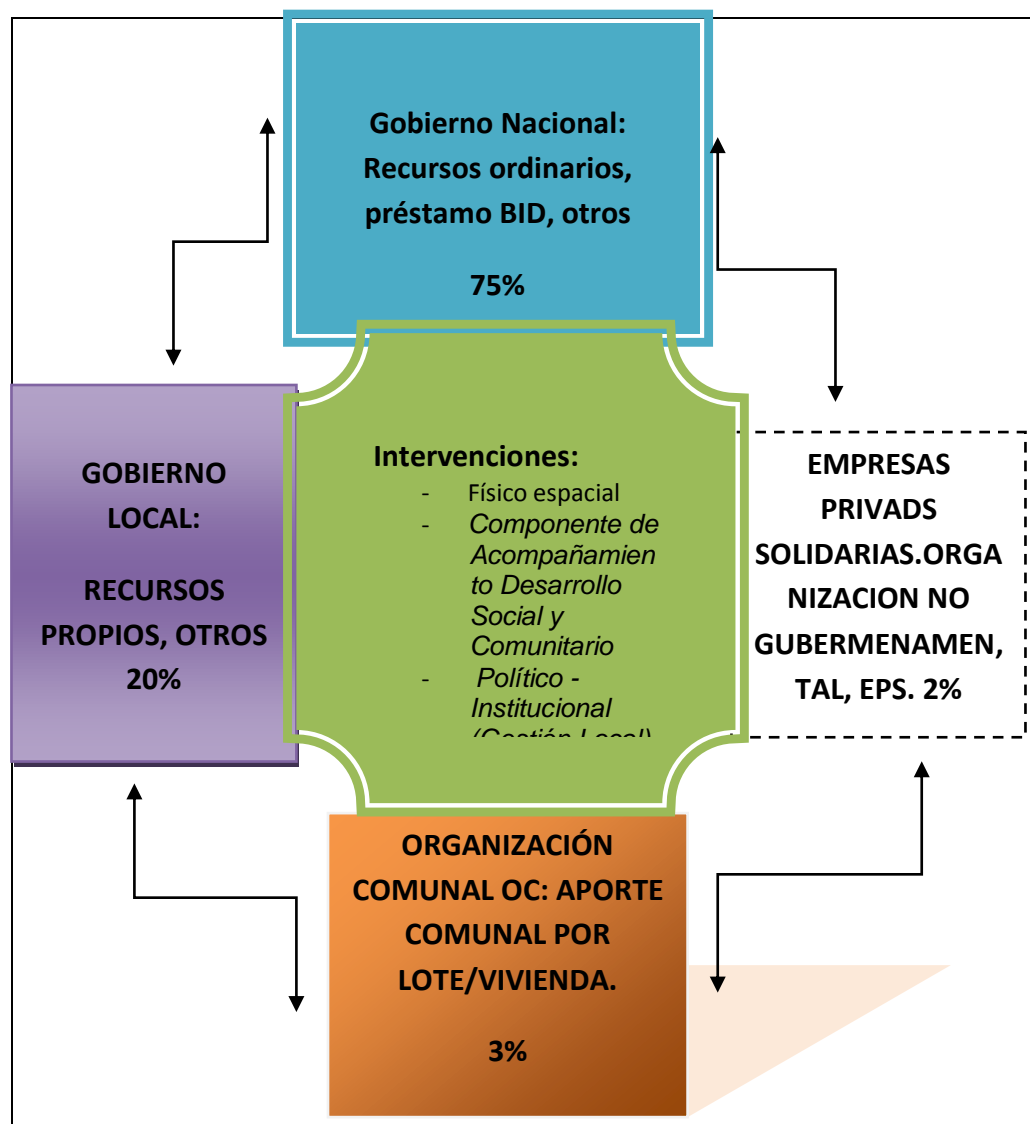 Gobierno Nacional:
Recursos ordinarios,
préstamo BID, otros
75%
GOBIERNO
LOCAL:
RECURSOS
PROPIOS, OTROS
20%
Intervenciones:
- Físico espacial
- Componente de
Acompañamien
to Desarrollo
Social y
Comunitario
- Político -
Institucional
(Gestión Local)
EMPRESAS
PRIVADS
SOLIDARIAS.ORGA
NIZACION NO
GUBERMENAMEN,
TAL, EPS. 2%
ORGANIZACIÓN
COMUNAL OC: APORTE
COMUNAL POR
LOTE/VIVIENDA.
3%